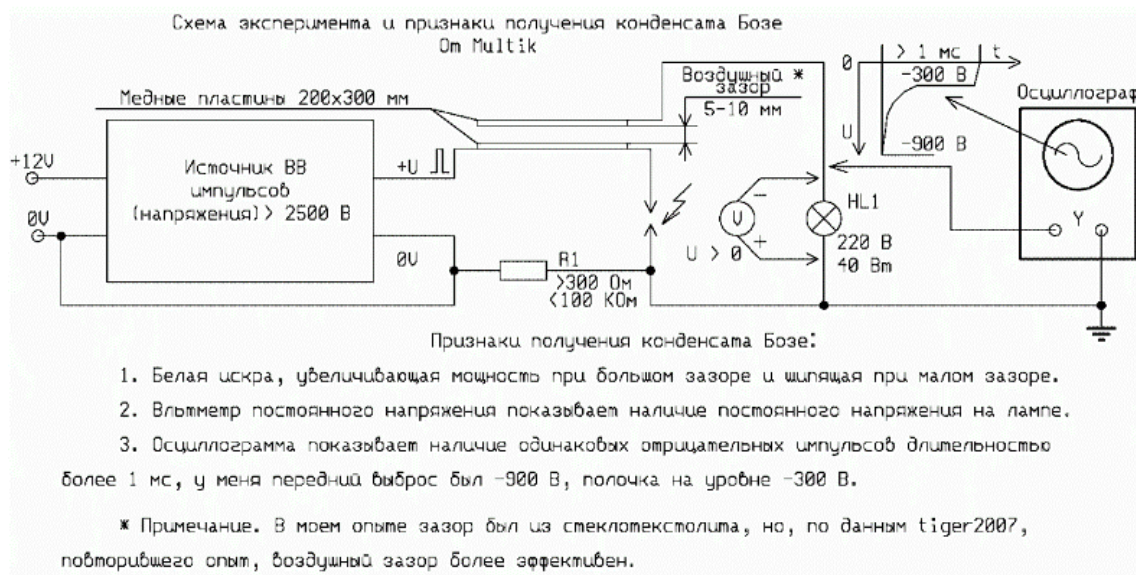 Схема эксперимента и признаки получения конденсата Бозе
От Multik
Медные пластины 200x300 мм
Воздушный *
зазор
5-10 мм
0
> 1 мс
t
-300 В
U
-900 В
Осциллограф
+12V
0V
Источник ВВ
импульсов
(напряжения)> 2500 В
+U
0V
R1
>300 Ом
<100 КОм
V
−
+
U > 0
HL1
220 В
40 Вт
Y
Признаки получения конденсата Бозе:
1. Белая искра, увеличивающая мощность при большом зазоре и шипящая при малом зазоре.
2. Вльтметр постоянного напряжения показывает наличие постоянного напряжения на лампе.
3. Осциллограмма показывает наличие одинаковых отрицательных импульсов длительностью
более 1 мс, у меня передний выброс был -900 В, полочка на уровне -300 В.
* Примечание. В моем опыте зазор был из стеклотекстолита, но, по данным tiger2007,
повторившего опыт, воздушный зазор более эффективен.